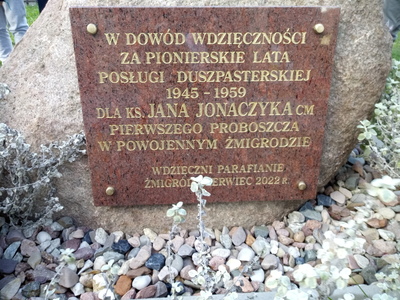 W DOWÓD WDZIĘCZNOŚCI
ZA PIONIERSKIE LATA
POSŁUGI DUSZPASTERSKIEJ
1945 - 1959
DLA KS. JANA JONACZYKA CM
PIERWSZEGO PROBOSZCZA
W POWOJENNYM ŻMIGRODZIE
WDZIĘCZNI PARAFIANIE
CZERWIEC 2022 R.